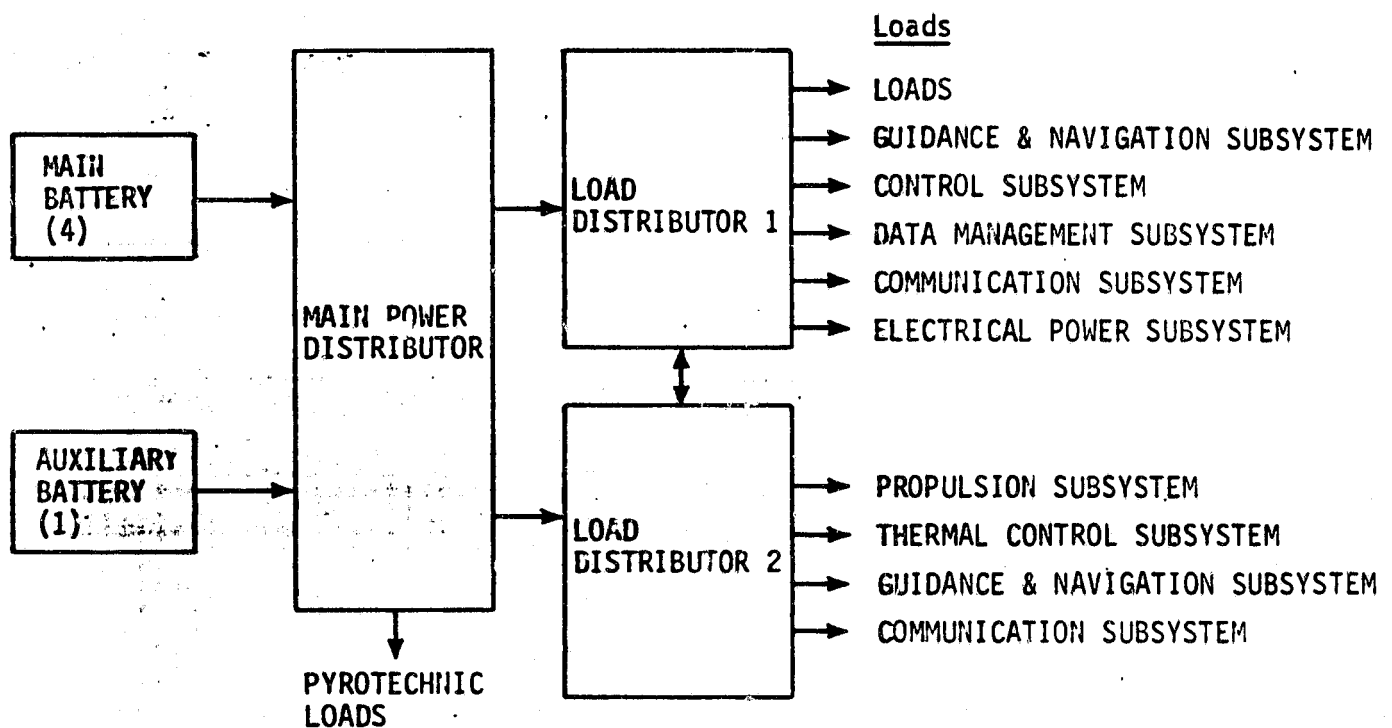 Loads
MAIN
BATTERY
(4)
AUXILIARY
BATTERY
(1)
MAIN POWER
DISTRIBUTOR
PYROTECHNIC
LOADS
LOAD
DISTRIBUTOR 1
LOADS
GUIDANCE & NAVIGATION SUBSYSTEM
CONTROL SUBSYSTEM
DATA MANAGEMENT SUBSYSTEM
COMMUNICATION SUBSYSTEM
ELECTRICAL POWER SUBSYSTEM
LOAD
DISTRIBUTOR 2
PROPULSION SUBSYSTEM
THERMAL CONTROL SUBSYSTEM
GUIDANCE & NAVIGATION SUBSYSTEM
COMMUNICATION SUBSYSTEM